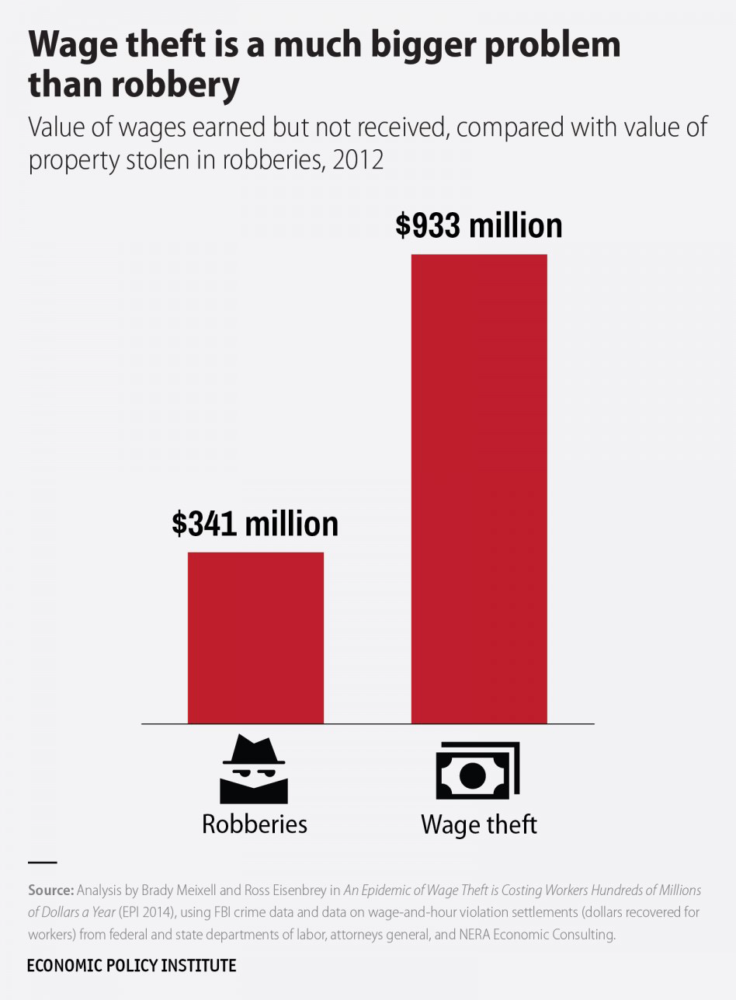 Wage theft is a much bigger problem
than robbery
Value of wages earned but not received, compared with value of
property stolen in robberies, 2012
$933 million
$341 million
Robberies
Wage theft
Source: Analysis by Brady Meixell and Ross Eisenbrey in An Epidemic of Wage Theft is Costing Workers Hundreds of Millions
of Dollars a Year (EPI 2014), using FBI crime data and data on wage-and-hour violation settlements (dollars recovered for
workers) from federal and state departments of labor, attorneys general, and NERA Economic Consulting.
ECONOMIC POLICY INSTITUTE